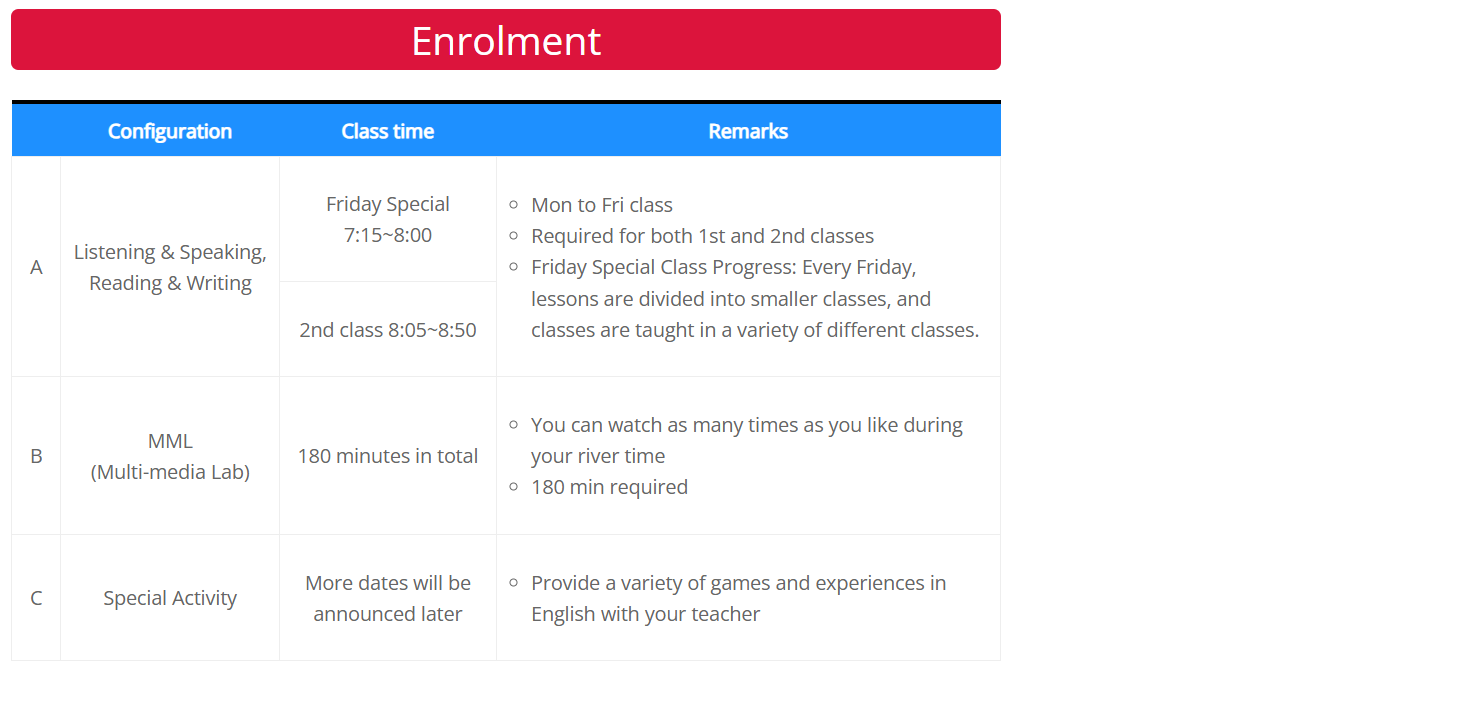 Enrolment
Configuration Class time Remarks
A
Listening & Speaking,
Reading & Writing
Friday Special
7:15~8:00
2nd class 8:05~8:50
Mon to Fri class
Required for both 1st and 2nd classes
Friday Special Class Progress: Every Friday,
lessons are divided into smaller classes, and
classes are taught in a variety of different classes.
B
MML
(Multi-media Lab)
180 minutes in total
You can watch as many times as you like during
your river time
180 min required
C
Special Activity
More dates will be
announced later
Provide a variety of games and experiences in
English with your teacher